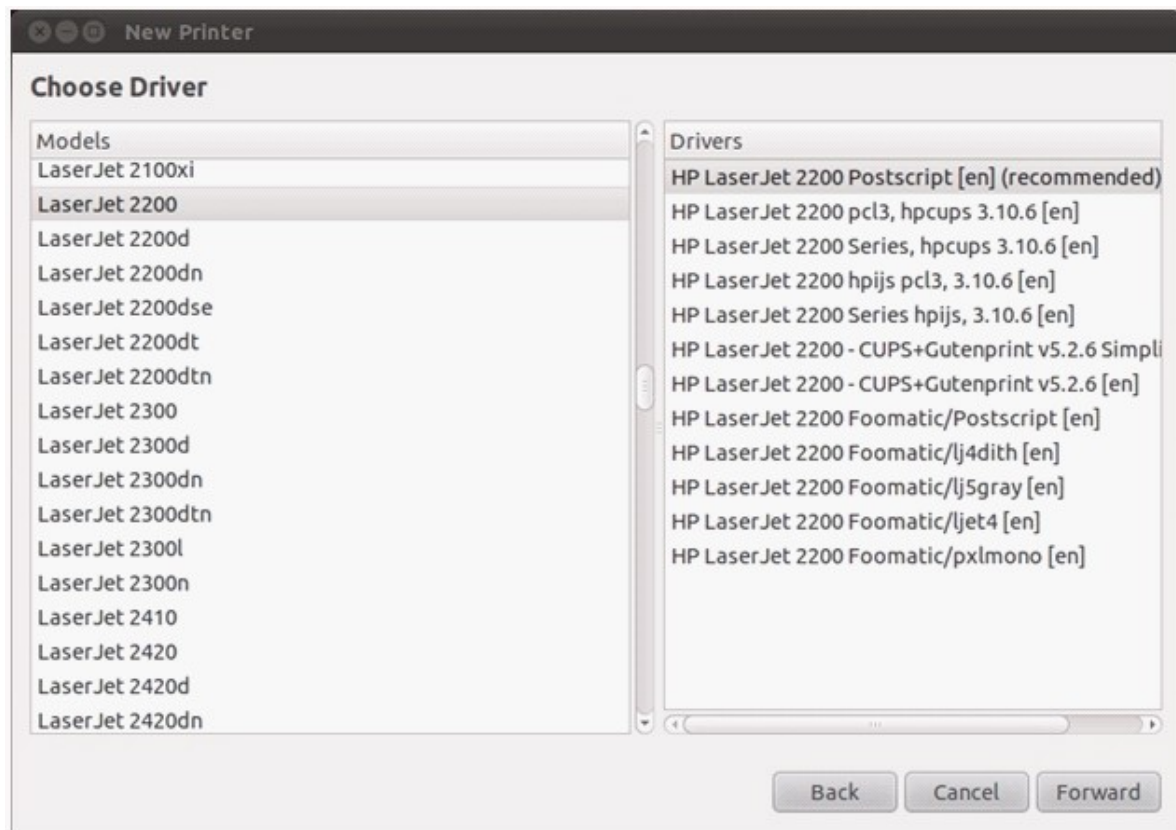 New Printer
Choose Driver
Models
LaserJet 2100xi
LaserJet 2200
LaserJet 2200d
LaserJet 2200dn
LaserJet 2200dse
LaserJet 2200dt
LaserJet 2200dtn
LaserJet 2300
LaserJet 2300d
LaserJet 2300dn
LaserJet 2300dtn
LaserJet 2300l
LaserJet 2300n
LaserJet 2410
LaserJet 2420
LaserJet 2420d
LaserJet 2420dn
Drivers
HP LaserJet 2200 Postscript [en] (recommended)
HP LaserJet 2200 pcl3, hpcups 3.10.6 [en]
HP LaserJet 2200 Series, hpcups 3.10.6 [en]
HP LaserJet 2200 hpijs pcl3, 3.10.6 [en]
HP LaserJet 2200 Series hpijs, 3.10.6 [en]
HP LaserJet 2200 - CUPS+Gutenprint v5.2.6 Simpli
HP LaserJet 2200 - CUPS+Gutenprint v5.2.6 [en]
HP LaserJet 2200 Foomatic/Postscript [en]
HP LaserJet 2200 Foomatic/lj4dith [en]
HP LaserJet 2200 Foomatic/lj5gray [en]
HP LaserJet 2200 Foomatic/ljet4 [en]
HP LaserJet 2200 Foomatic/pxlmono [en]
Back Cancel Forward